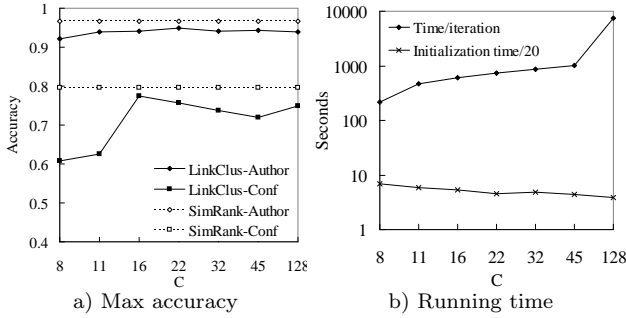 1
0.9
0.8
0.7
0.6
0.5
0.4
Accuracy
LinkClus-Author
LinkClus-Conf
SimRank-Author
SimRank-Conf
8 11 16 22 32 45 128
C
a) Max accuracy
10000
1000
100
10
1
Seconds
Time/iteration
Initialization time/20
8 11 16 22 32 45 128
C
b) Running time